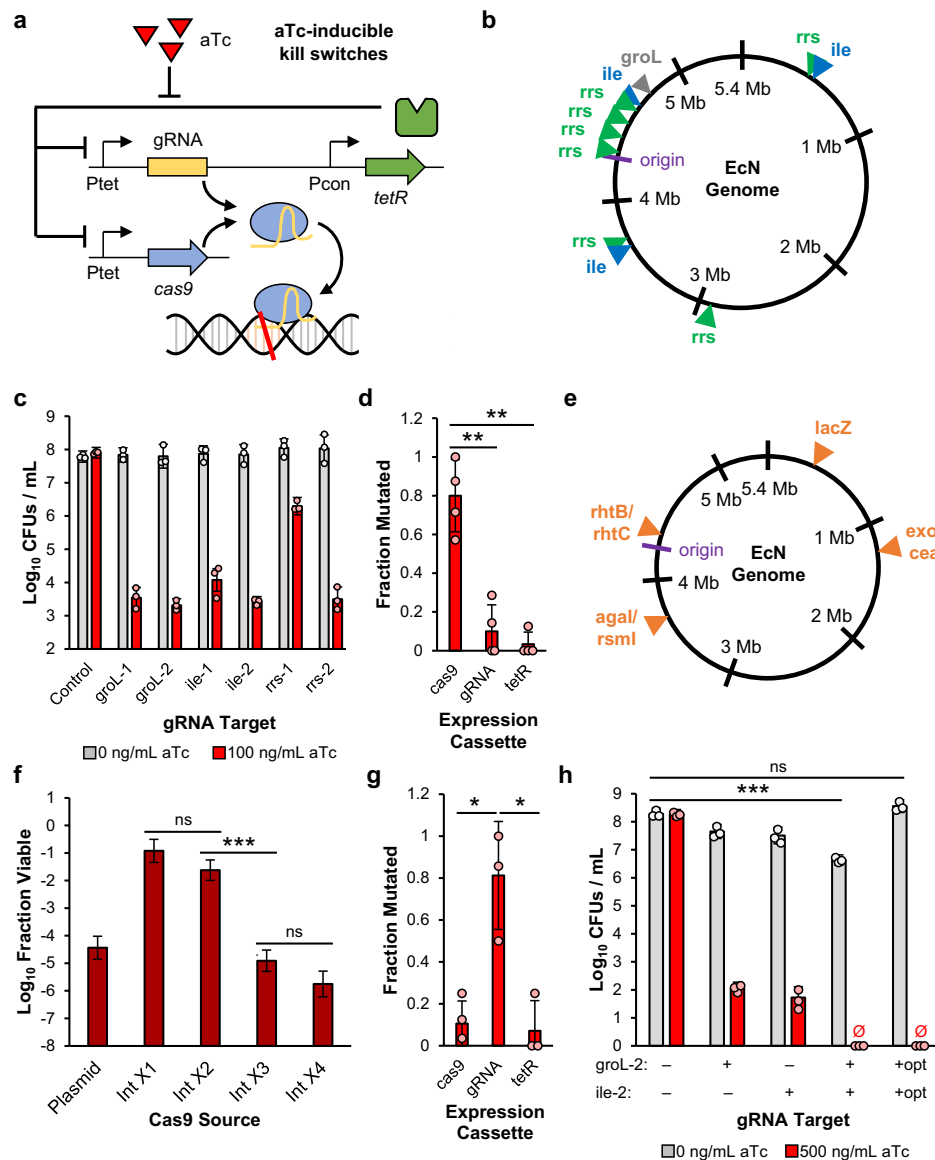 a
aTc
aTc-inducible
kill switches
gRNA
Ptet
Pcon
tetR
Ptet
cas9
b
groL
ile
rrs
rrs
rrs
rrs
origin
rrs
ile
5 Mb
5.4 Mb
1 Mb
EcN
Genome
4 Mb
2 Mb
rrs
ile
3 Mb
rrs
c
Log10 CFUs / mL
9
8
7
6
5
4
3
2
Control
groL-1
groL-2
ile-1
ile-2
rrs-1
rrs-2
gRNA Target
0 ng/mL aTc
100 ng/mL aTc
d
Fraction Mutated
1.2
1
0.8
0.6
0.4
0.2
0
**
**
cas9
gRNA
tetR
Expression
Cassette
e
lacZ
5.4 Mb
5 Mb
rhtB/
rhtC
origin
1 Mb
exo
cea
EcN
Genome
4 Mb
agaI/
rsmI
2 Mb
3 Mb
f
Log10 Fraction Viable
1
0
-1
-2
-3
-4
-5
-6
-7
-8
ns
***
ns
Plasmid
Int X1
Int X2
Int X3
Int X4
Cas9 Source
g
Fraction Mutated
1.2
1
0.8
0.6
0.4
0.2
0
*
*
cas9
gRNA
tetR
Expression
Cassette
h
ns
***
Log10 CFUs / mL
9
8
7
6
5
4
3
2
1
0
Ø
Ø
groL-2: – + – + +opt
ile-2: – – + + +opt
gRNA Target
0 ng/mL aTc
500 ng/mL aTc